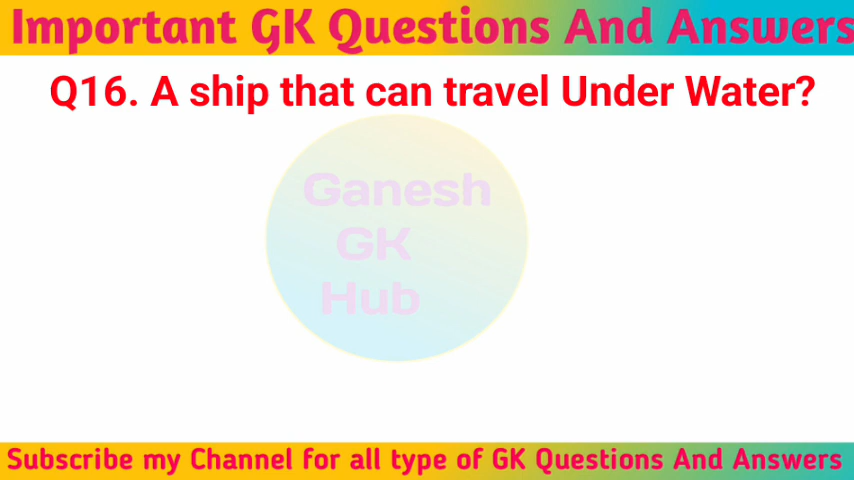 Important GK Questions And Answers
Q16. A ship that can travel Under Water?
Ganesh
GK
Hub
Subscribe my Channel for all type of GK Questions And Answers